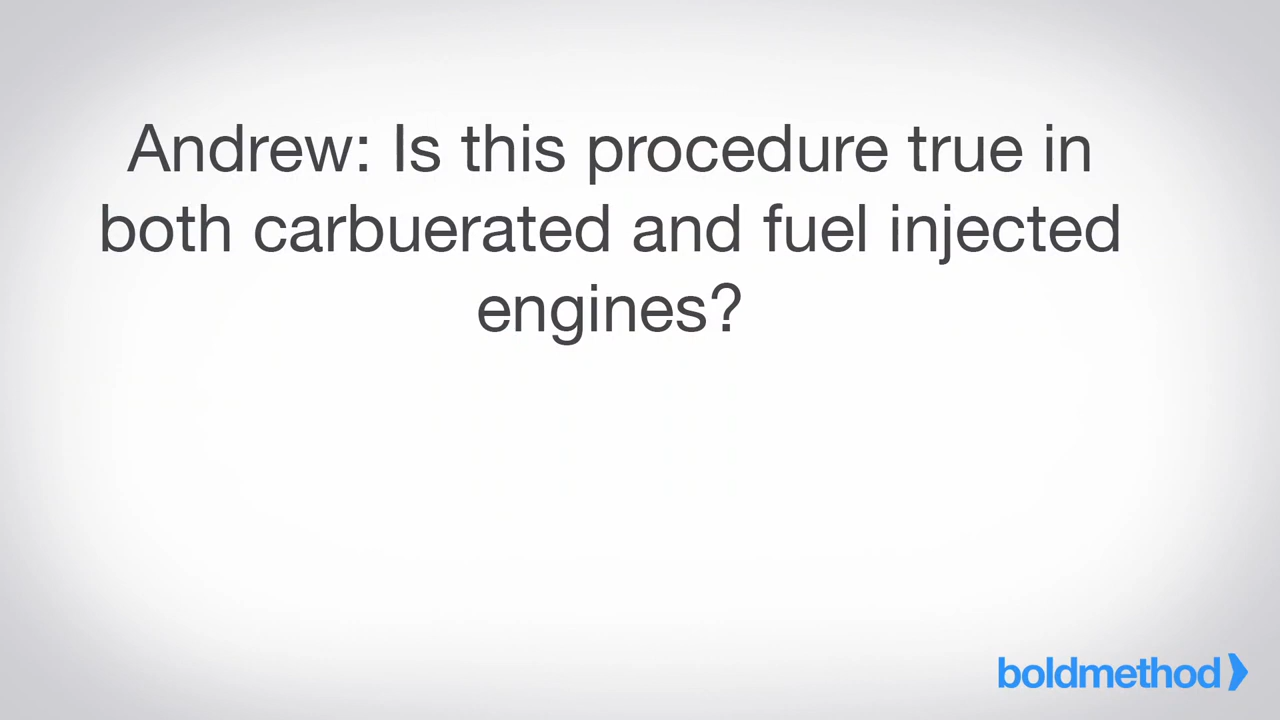 Andrew: Is this procedure true in
both carbuerated and fuel injected
engines?
boldmethod